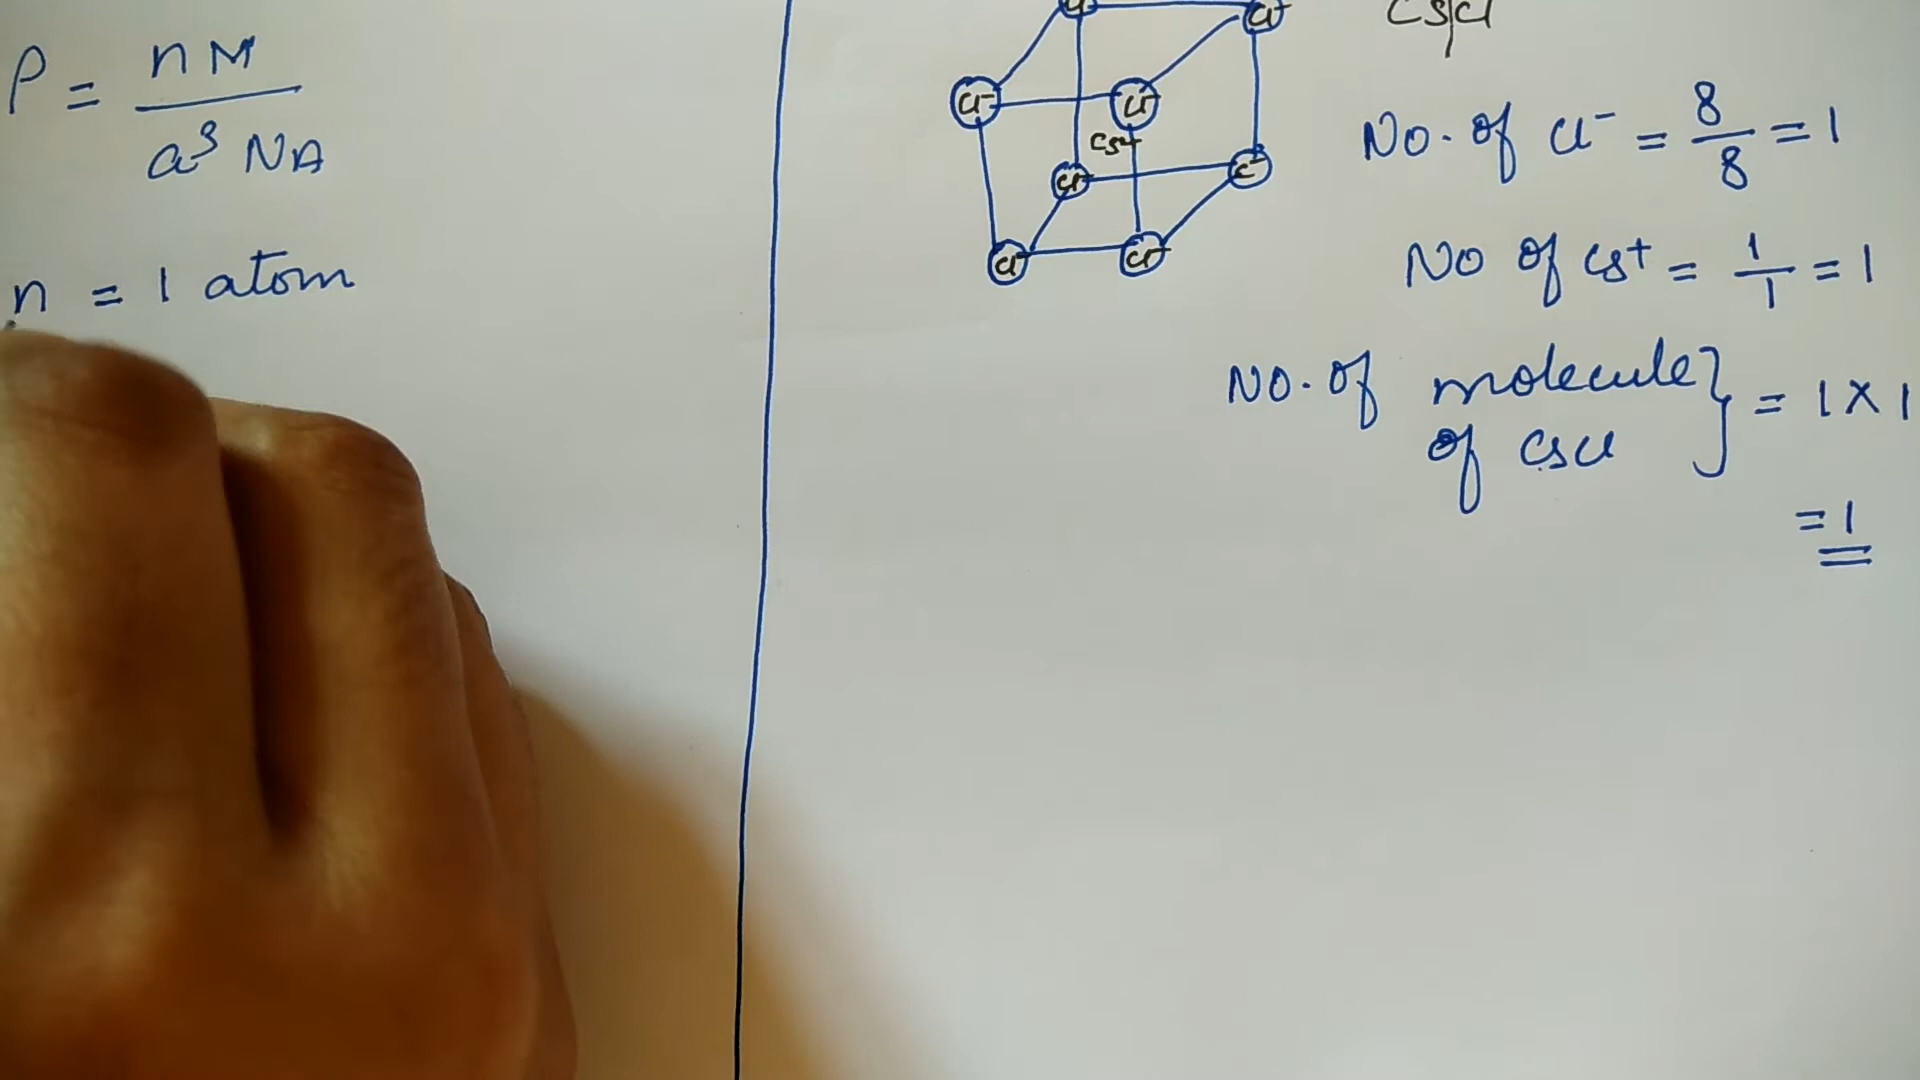 ρ = nM / a³ NA
n = 1 atom
Cl⁻ Cl⁻
Cl⁻ Cl⁻
Cs⁺
Cl⁻
Cl⁻ Cl⁻
No. of Cl⁻ = 8/8 = 1
No of Cs⁺ = 1/1 = 1
No. of molecule } = 1 x 1
of CsCl
= 1